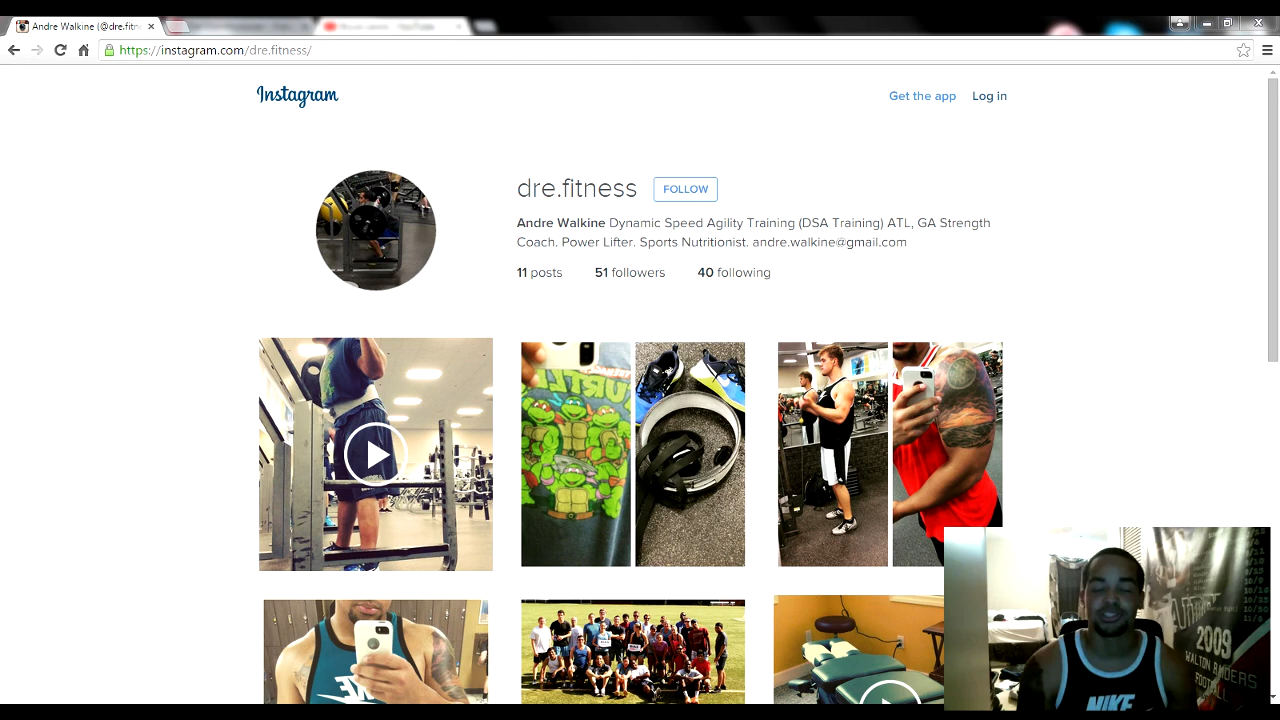 Andre Walkine (@dre.fitn
https://instagram.com/dre.fitness/
Instagram
Get the app
Log in
dre.fitness
FOLLOW
Andre Walkine Dynamic Speed Agility Training (DSA Training) ATL, GA Strength
Coach. Power Lifter. Sports Nutritionist. andre.walkine@gmail.com
11 posts
51 followers
40 following
TURTLE
2009
WALTON RAIDERS
FOOTBALL
NIKE